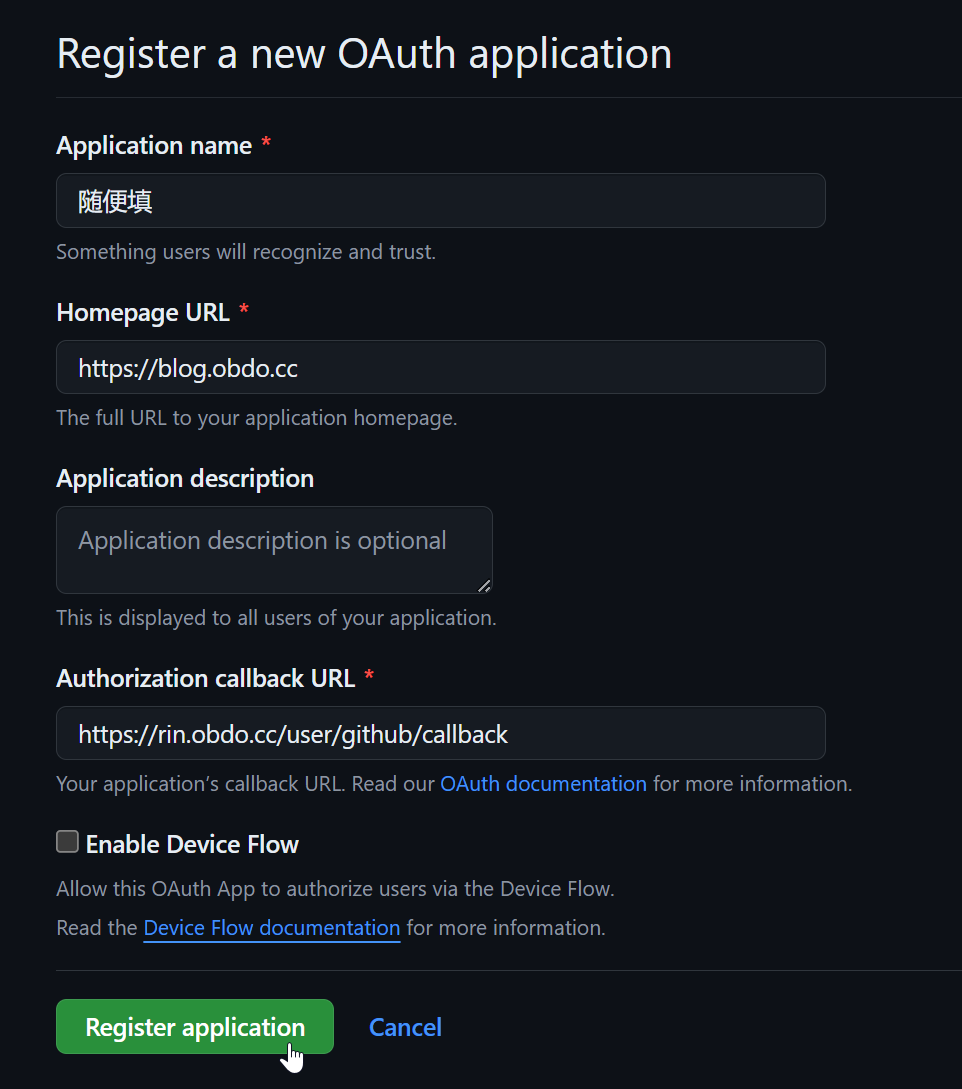 Register a new OAuth application
Application name *
随便填
Something users will recognize and trust.
Homepage URL *
https://blog.obdo.cc
The full URL to your application homepage.
Application description
Application description is optional
This is displayed to all users of your application.
Authorization callback URL *
https://rin.obdo.cc/user/github/callback
Your application’s callback URL. Read our OAuth documentation for more information.
Enable Device Flow
Allow this OAuth App to authorize users via the Device Flow.
Read the Device Flow documentation for more information.
Register application Cancel